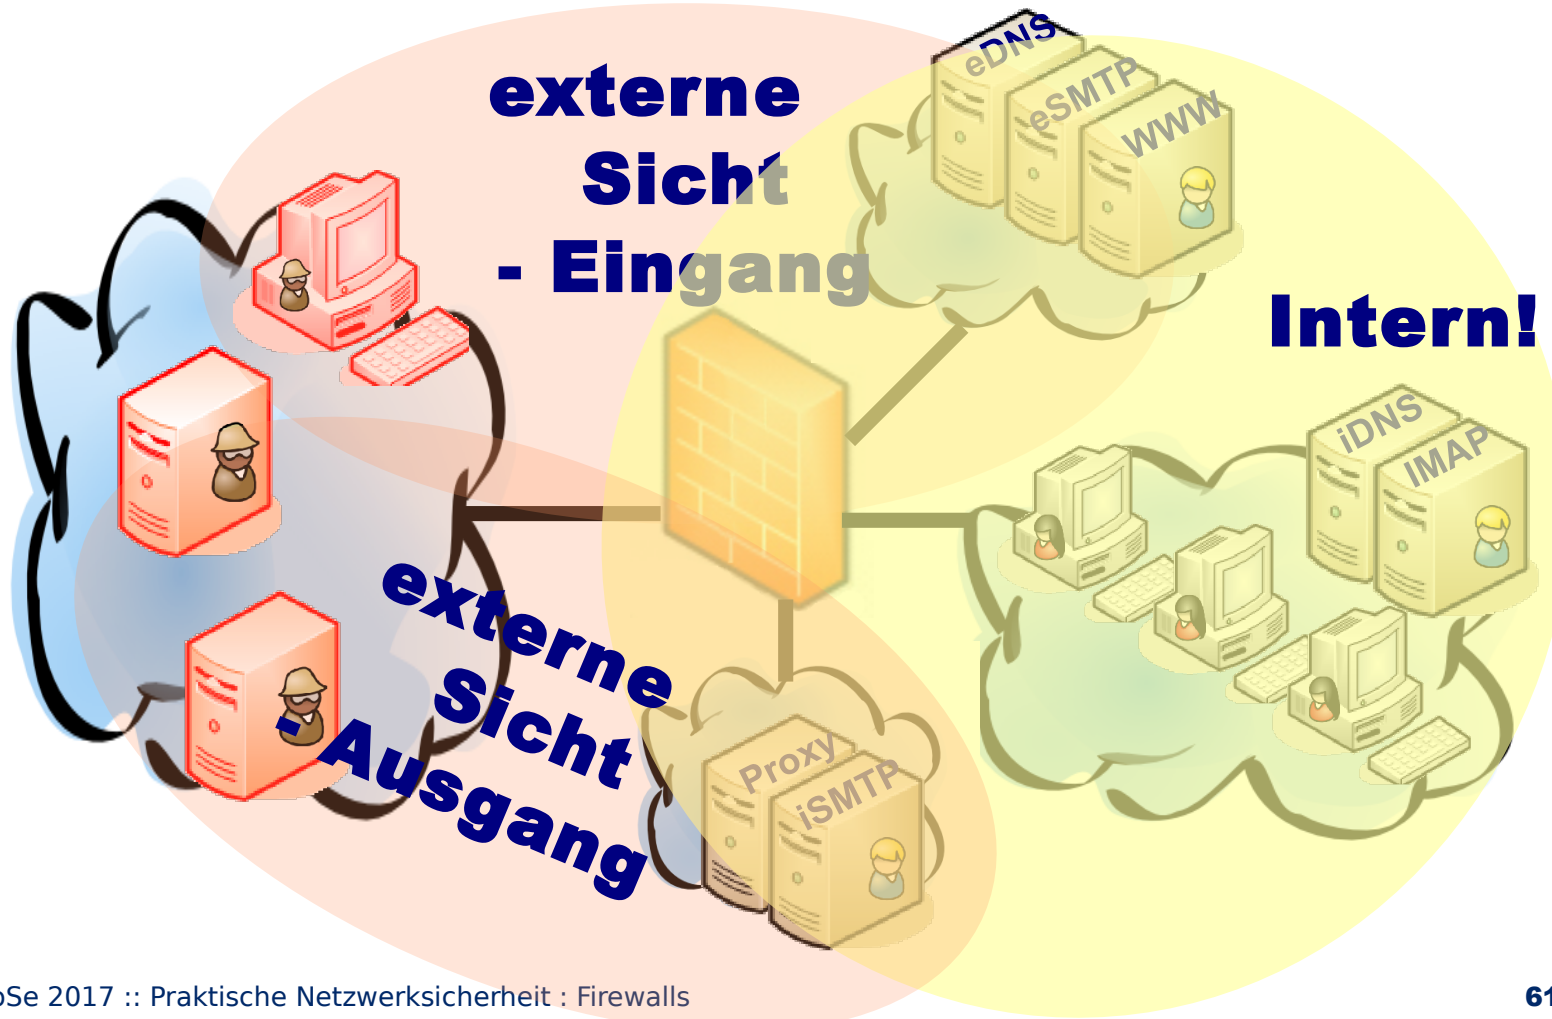 eDNS
eSMTP
WWW
externe
Sicht
- Eingang
Intern!
iDNS
IMAP
externe
Sicht
- Ausgang
Proxy
iSMTP
oSe 2017 :: Praktische Netzwerksicherheit : Firewalls
61